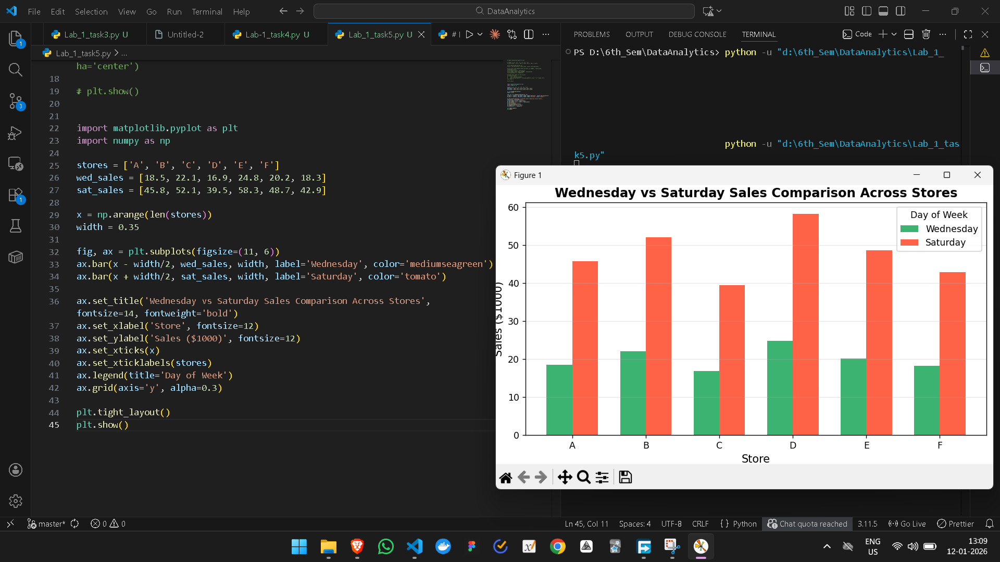 File Edit Selection View Go Run Terminal Help
DataAnalytics
Lab_1_task3.py U
Untitled-2
Lab-1_task4.py U
Lab_1_task5.py U
Lab_1_task5.py > ...
1
3
1
ha='center')
18
19 # plt.show()
20
21
22 import matplotlib.pyplot as plt
23 import numpy as np
24
25 stores = ['A', 'B', 'C', 'D', 'E', 'F']
26 wed_sales = [18.5, 22.1, 16.9, 24.8, 20.2, 18.3]
27 sat_sales = [45.8, 52.1, 39.5, 58.3, 48.7, 42.9]
28
29 x = np.arange(len(stores))
30 width = 0.35
31
32 fig, ax = plt.subplots(figsize=(11, 6))
33 ax.bar(x - width/2, wed_sales, width, label='Wednesday', color='mediumseagreen')
34 ax.bar(x + width/2, sat_sales, width, label='Saturday', color='tomato')
35
36 ax.set_title('Wednesday vs Saturday Sales Comparison Across Stores',
fontsize=14, fontweight='bold')
37 ax.set_xlabel('Store', fontsize=12)
38 ax.set_ylabel('Sales ($1000)', fontsize=12)
39 ax.set_xticks(x)
40 ax.set_xticklabels(stores)
41 ax.legend(title='Day of Week')
42 ax.grid(axis='y', alpha=0.3)
43
44 plt.tight_layout()
45 plt.show()
PROBLEMS OUTPUT DEBUG CONSOLE TERMINAL
Code
PS D:\6th_Sem\DataAnalytics> python -u "d:\6th_Sem\DataAnalytics\Lab_1_
python -u "d:\6th_Sem\DataAnalytics\Lab_1_tas
k5.py"
Figure 1
Wednesday vs Saturday Sales Comparison Across Stores
Day of Week
Wednesday
Saturday
60
50
40
30
20
10
0
Sales ($1000)
A B C D E F
Store
master*
0 0
Ln 45, Col 11
Spaces: 4
UTF-8
CRLF
{ } Python
Chat quota reached
3.11.5
Go Live
Prettier
ENG
US
13:09
12-01-2026